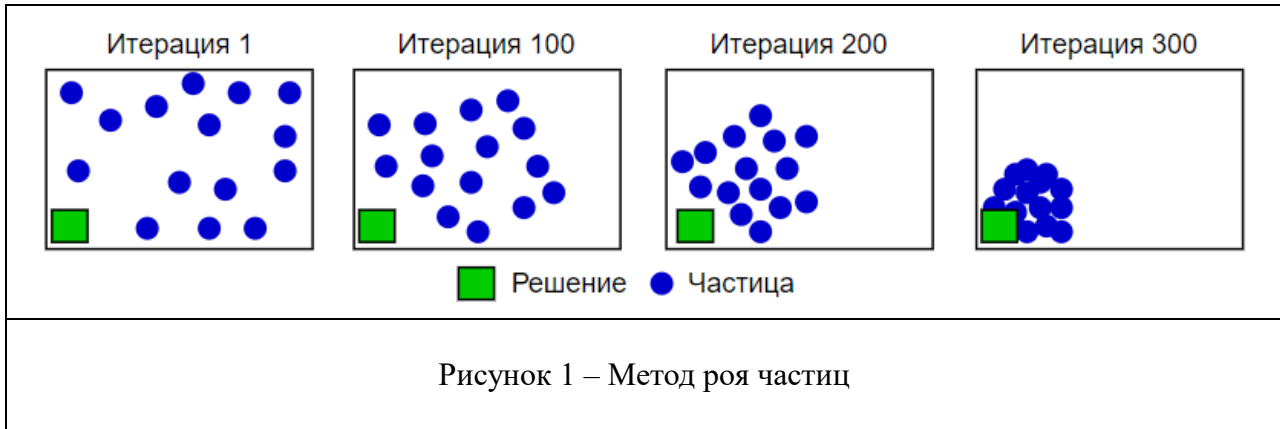 Итерация 1 Итерация 100 Итерация 200 Итерация 300
Решение Частица
Рисунок 1 – Метод роя частиц